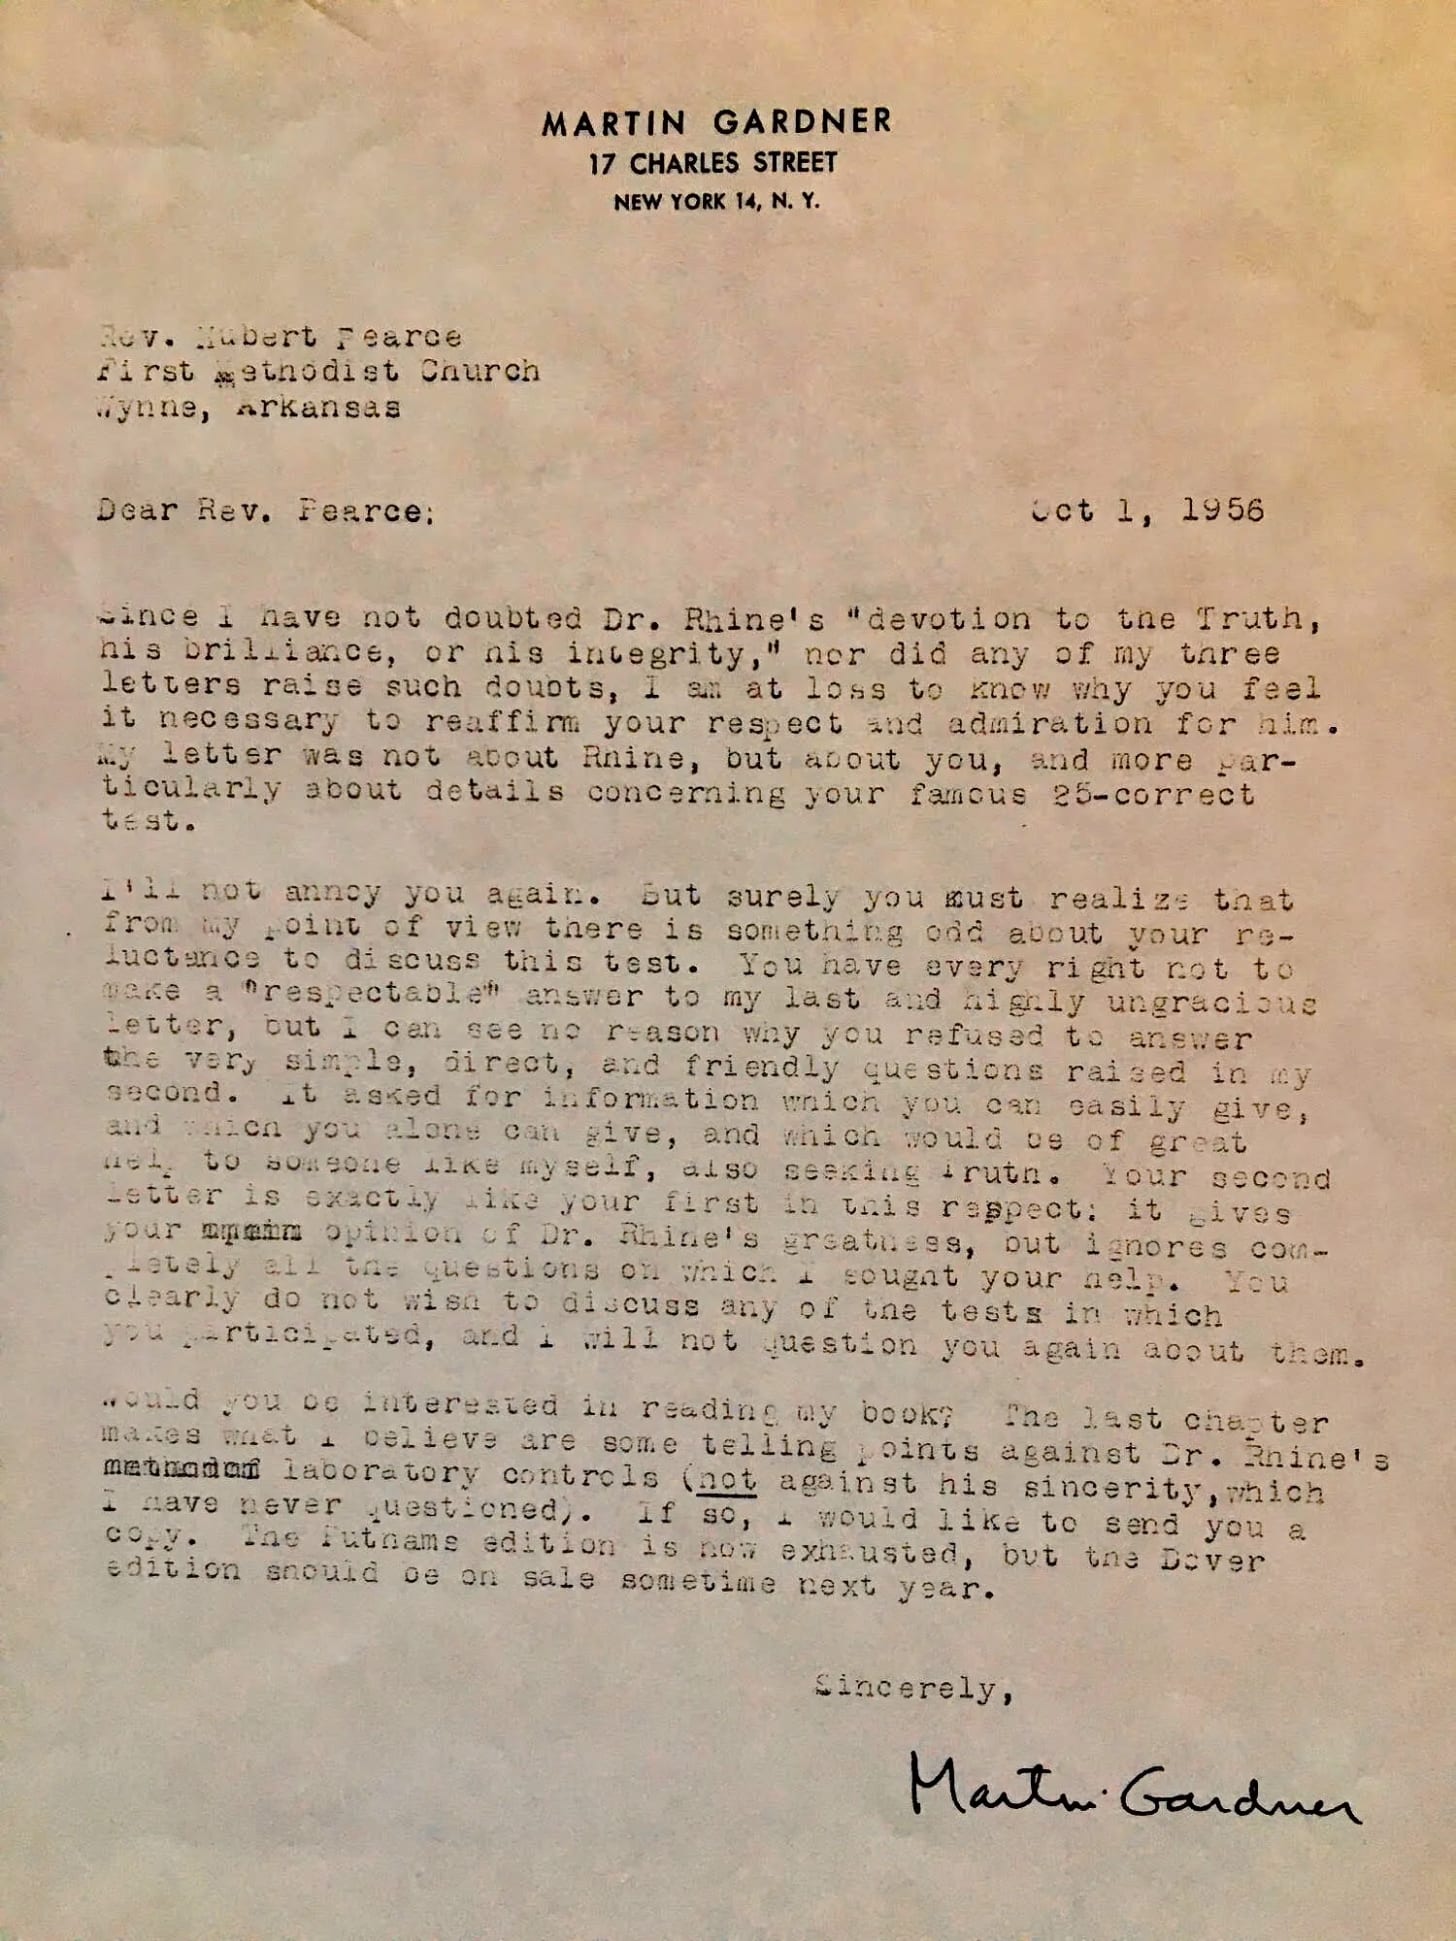 MARTIN GARDNER
17 CHARLES STREET
NEW YORK 14, N. Y.
Rev. Hubert Pearce
First Methodist Church
Wynne, Arkansas
Dear Rev. Pearce; Oct 1, 1956
Since I have not doubted Dr. Rhine's "devotion to the Truth,
his brilliance, or his integrity," nor did any of my three
letters raise such doubts, I am at loss to know why you feel
it necessary to reaffirm your respect and admiration for him.
My letter was not about Rhine, but about you, and more par-
ticularly about details concerning your famous 25-correct
test.
I'll not annoy you again. But surely you must realize that
from my point of view there is something odd about your re-
luctance to discuss this test. You have every right not to
make a "respectable" answer to my last and highly ungracious
letter, but I can see no reason why you refused to answer
the very simple, direct, and friendly questions raised in my
second. It asked for information which you can easily give,
and which you alone can give, and which would be of great
help to someone like myself, also seeking Truth. Your second
letter is exactly like your first in this respect: it gives
your opinion of Dr. Rhine's greatness, but ignores com-
pletely all the questions on which I sought your help. You
clearly do not wish to discuss any of the tests in which
you participated, and I will not question you again about them.
Would you be interested in reading my book? The last chapter
makes what I believe are some telling points against Dr. Rhine's
laboratory controls (not against his sincerity, which
I have never questioned). If so, I would like to send you a
copy. The Putnams edition is now exhausted, but the Dover
edition should be on sale sometime next year.
Sincerely,
Martin Gardner